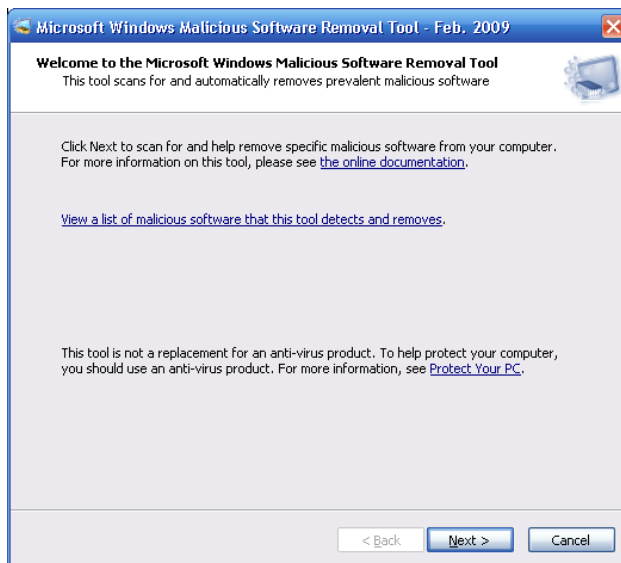 Microsoft Windows Malicious Software Removal Tool - Feb. 2009
Welcome to the Microsoft Windows Malicious Software Removal Tool
This tool scans for and automatically removes prevalent malicious software
Click Next to scan for and help remove specific malicious software from your computer.
For more information on this tool, please see the online documentation.
View a list of malicious software that this tool detects and removes.
This tool is not a replacement for an anti-virus product. To help protect your computer,
you should use an anti-virus product. For more information, see Protect Your PC.
< Back
Next >
Cancel